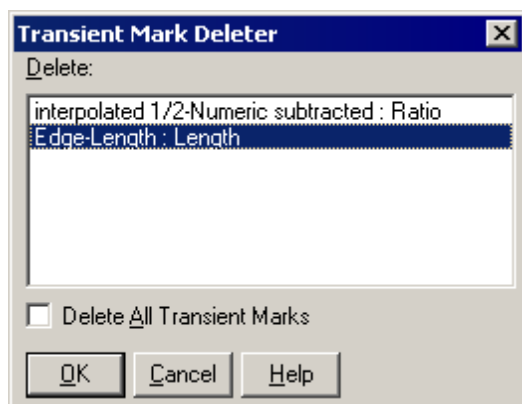 Transient Mark Deleter
Delete:
interpolated 1/2-Numeric subtracted : Ratio
Edge-Length : Length
Delete All Transient Marks
OK Cancel Help